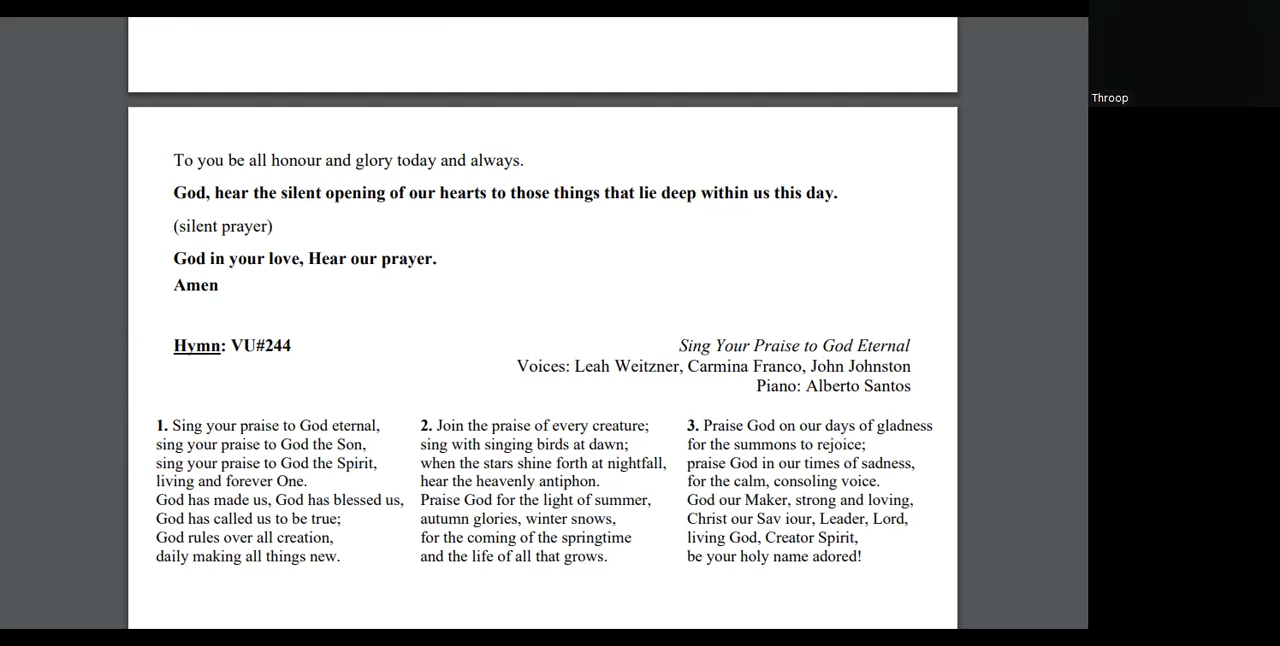 To you be all honour and glory today and always.
God, hear the silent opening of our hearts to those things that lie deep within us this day.
(silent prayer)
God in your love, Hear our prayer.
Amen
Hymn: VU#244
Sing Your Praise to God Eternal
Voices: Leah Weitzner, Carmina Franco, John Johnston
Piano: Alberto Santos
1. Sing your praise to God eternal,
sing your praise to God the Son,
sing your praise to God the Spirit,
living and forever One.
God has made us, God has blessed us,
God has called us to be true;
God rules over all creation,
daily making all things new.
2. Join the praise of every creature;
sing with singing birds at dawn;
when the stars shine forth at nightfall,
hear the heavenly antiphon.
Praise God for the light of summer,
autumn glories, winter snows,
for the coming of the springtime
and the life of all that grows.
3. Praise God on our days of gladness
for the summons to rejoice;
praise God in our times of sadness,
for the calm, consoling voice.
God our Maker, strong and loving,
Christ our Sav iour, Leader, Lord,
living God, Creator Spirit,
be your holy name adored!
Throop